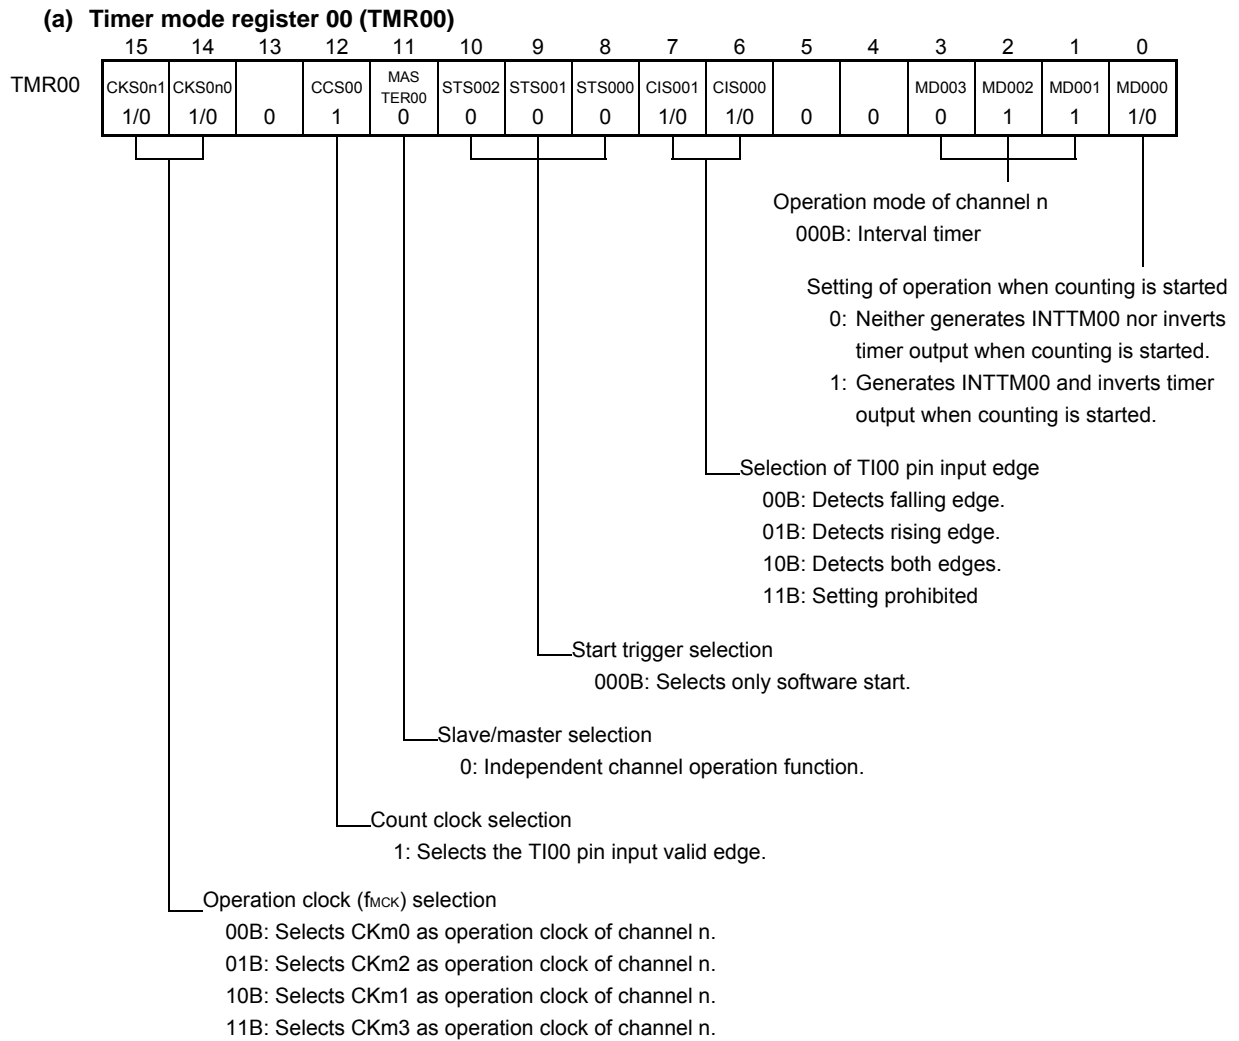 (a) Timer mode register 00 (TMR00)
15 14 13 12 11 10 9 8 7 6 5 4 3 2 1 0
TMR00 CKS0n1 CKS0n0 CCS00 MAS TER00 STS002 STS001 STS000 CIS001 CIS000 MD003 MD002 MD001 MD000
1/0 1/0 0 1 0 0 0 0 1/0 1/0 0 0 0 1 1 1/0
Operation mode of channel n
000B: Interval timer
Setting of operation when counting is started
0: Neither generates INTTM00 nor inverts
timer output when counting is started.
1: Generates INTTM00 and inverts timer
output when counting is started.
Selection of TI00 pin input edge
00B: Detects falling edge.
01B: Detects rising edge.
10B: Detects both edges.
11B: Setting prohibited
Start trigger selection
000B: Selects only software start.
Slave/master selection
0: Independent channel operation function.
Count clock selection
1: Selects the TI00 pin input valid edge.
Operation clock (fMCK) selection
00B: Selects CKm0 as operation clock of channel n.
01B: Selects CKm2 as operation clock of channel n.
10B: Selects CKm1 as operation clock of channel n.
11B: Selects CKm3 as operation clock of channel n.